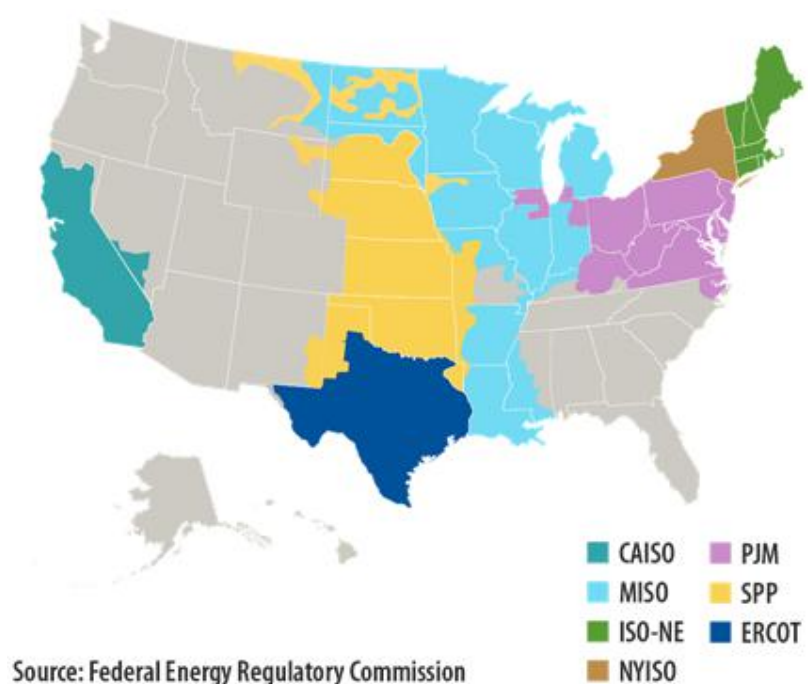 CAISO
MISO
ISO-NE
NYISO
PJM
SPP
ERCOT
Source: Federal Energy Regulatory Commission